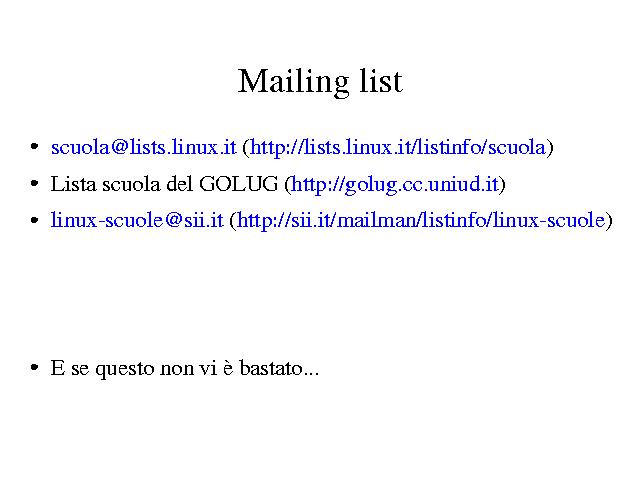 Mailing list
• scuola@lists.linux.it (http://lists.linux.it/listinfo/scuola)
• Lista scuola del GOLUG (http://golug.cc.uniud.it)
• linux-scuole@sii.it (http://sii.it/mailman/listinfo/linux-scuole)
• E se questo non vi è bastato...